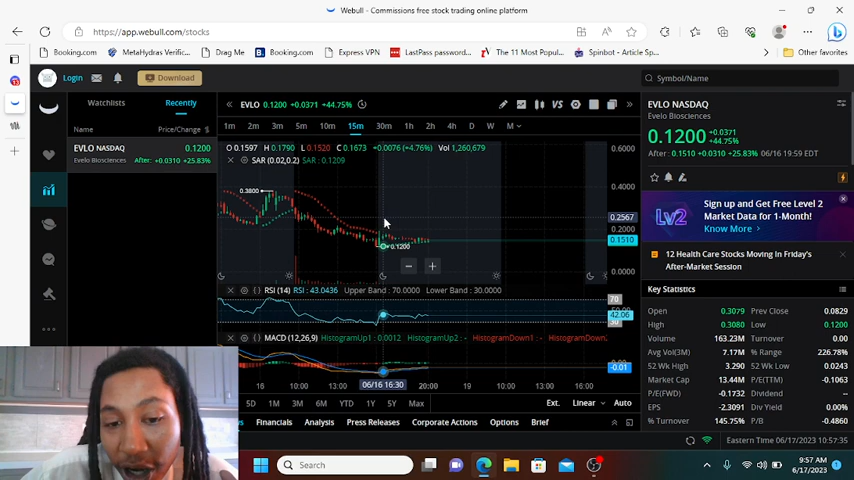 Webull - Commissions free stock trading online platform
https://app.webull.com/stocks
Booking.com MetaHydras Verific... Drag Me Booking.com Express VPN LastPass password... The 11 Most Popul... Spinbot - Article Sp... Other favorites
Login Download Symbol/Name
Watchlists Recently
Name Price/Change
EVLO NASDAQ 0.1200
Evelo Biosciences After: +0.0310 +25.83%
EVLO 0.1200 +0.0371 +44.75%
1m 2m 3m 5m 10m 15m 30m 1h 2h 4h D W M
O 0.1597 H 0.1790 L 0.1520 C 0.1673 +0.0076 (+4.76%) Vol 1,260,679
SAR (0.02,0.2) SAR : 0.1209
0.6000
0.4000
0.3800
0.2567
0.2000
0.1510
0.1200
0.0000
RSI (14) RSI : 43.0436 Upper Band : 70.0000 Lower Band : 30.0000
70
42.06
30
MACD (12,26,9) HistogramUp1 : 0.0012 HistogramUp2 : - HistogramDown1 : - HistogramDown
-0.01
16 10:00 13:00 06/16 16:30 20:00 19 10:00 13:00 16:00
5D 1M 3M 6M YTD 1Y 5Y Max Ext. Linear Auto
Financials Analysis Press Releases Corporate Actions Options Brief
EVLO NASDAQ
Evelo Biosciences
0.1200 +0.0371
+44.75%
After : 0.1510 +0.0310 +25.83% 06/16 19:59 EDT
Lv2
Sign up and Get Free Level 2
Market Data for 1-Month!
Know More >
12 Health Care Stocks Moving In Friday's
After-Market Session
Key Statistics
Open 0.3079 Prev Close 0.0829
High 0.3080 Low 0.1200
Volume 163.23M Turnover 0.00
Avg Vol(3M) 7.17M % Range 226.78%
52 Wk High 3.290 52 Wk Low 0.0243
Market Cap 13.44M P/E(TTM) -0.1063
P/E(FWD) -0.1732 Dividend --
EPS -2.3091 Div Yield 0.00%
% Turnover 145.75% P/B -0.4860
Eastern Time 06/17/2023 10:57:35
Search
9:57 AM
6/17/2023